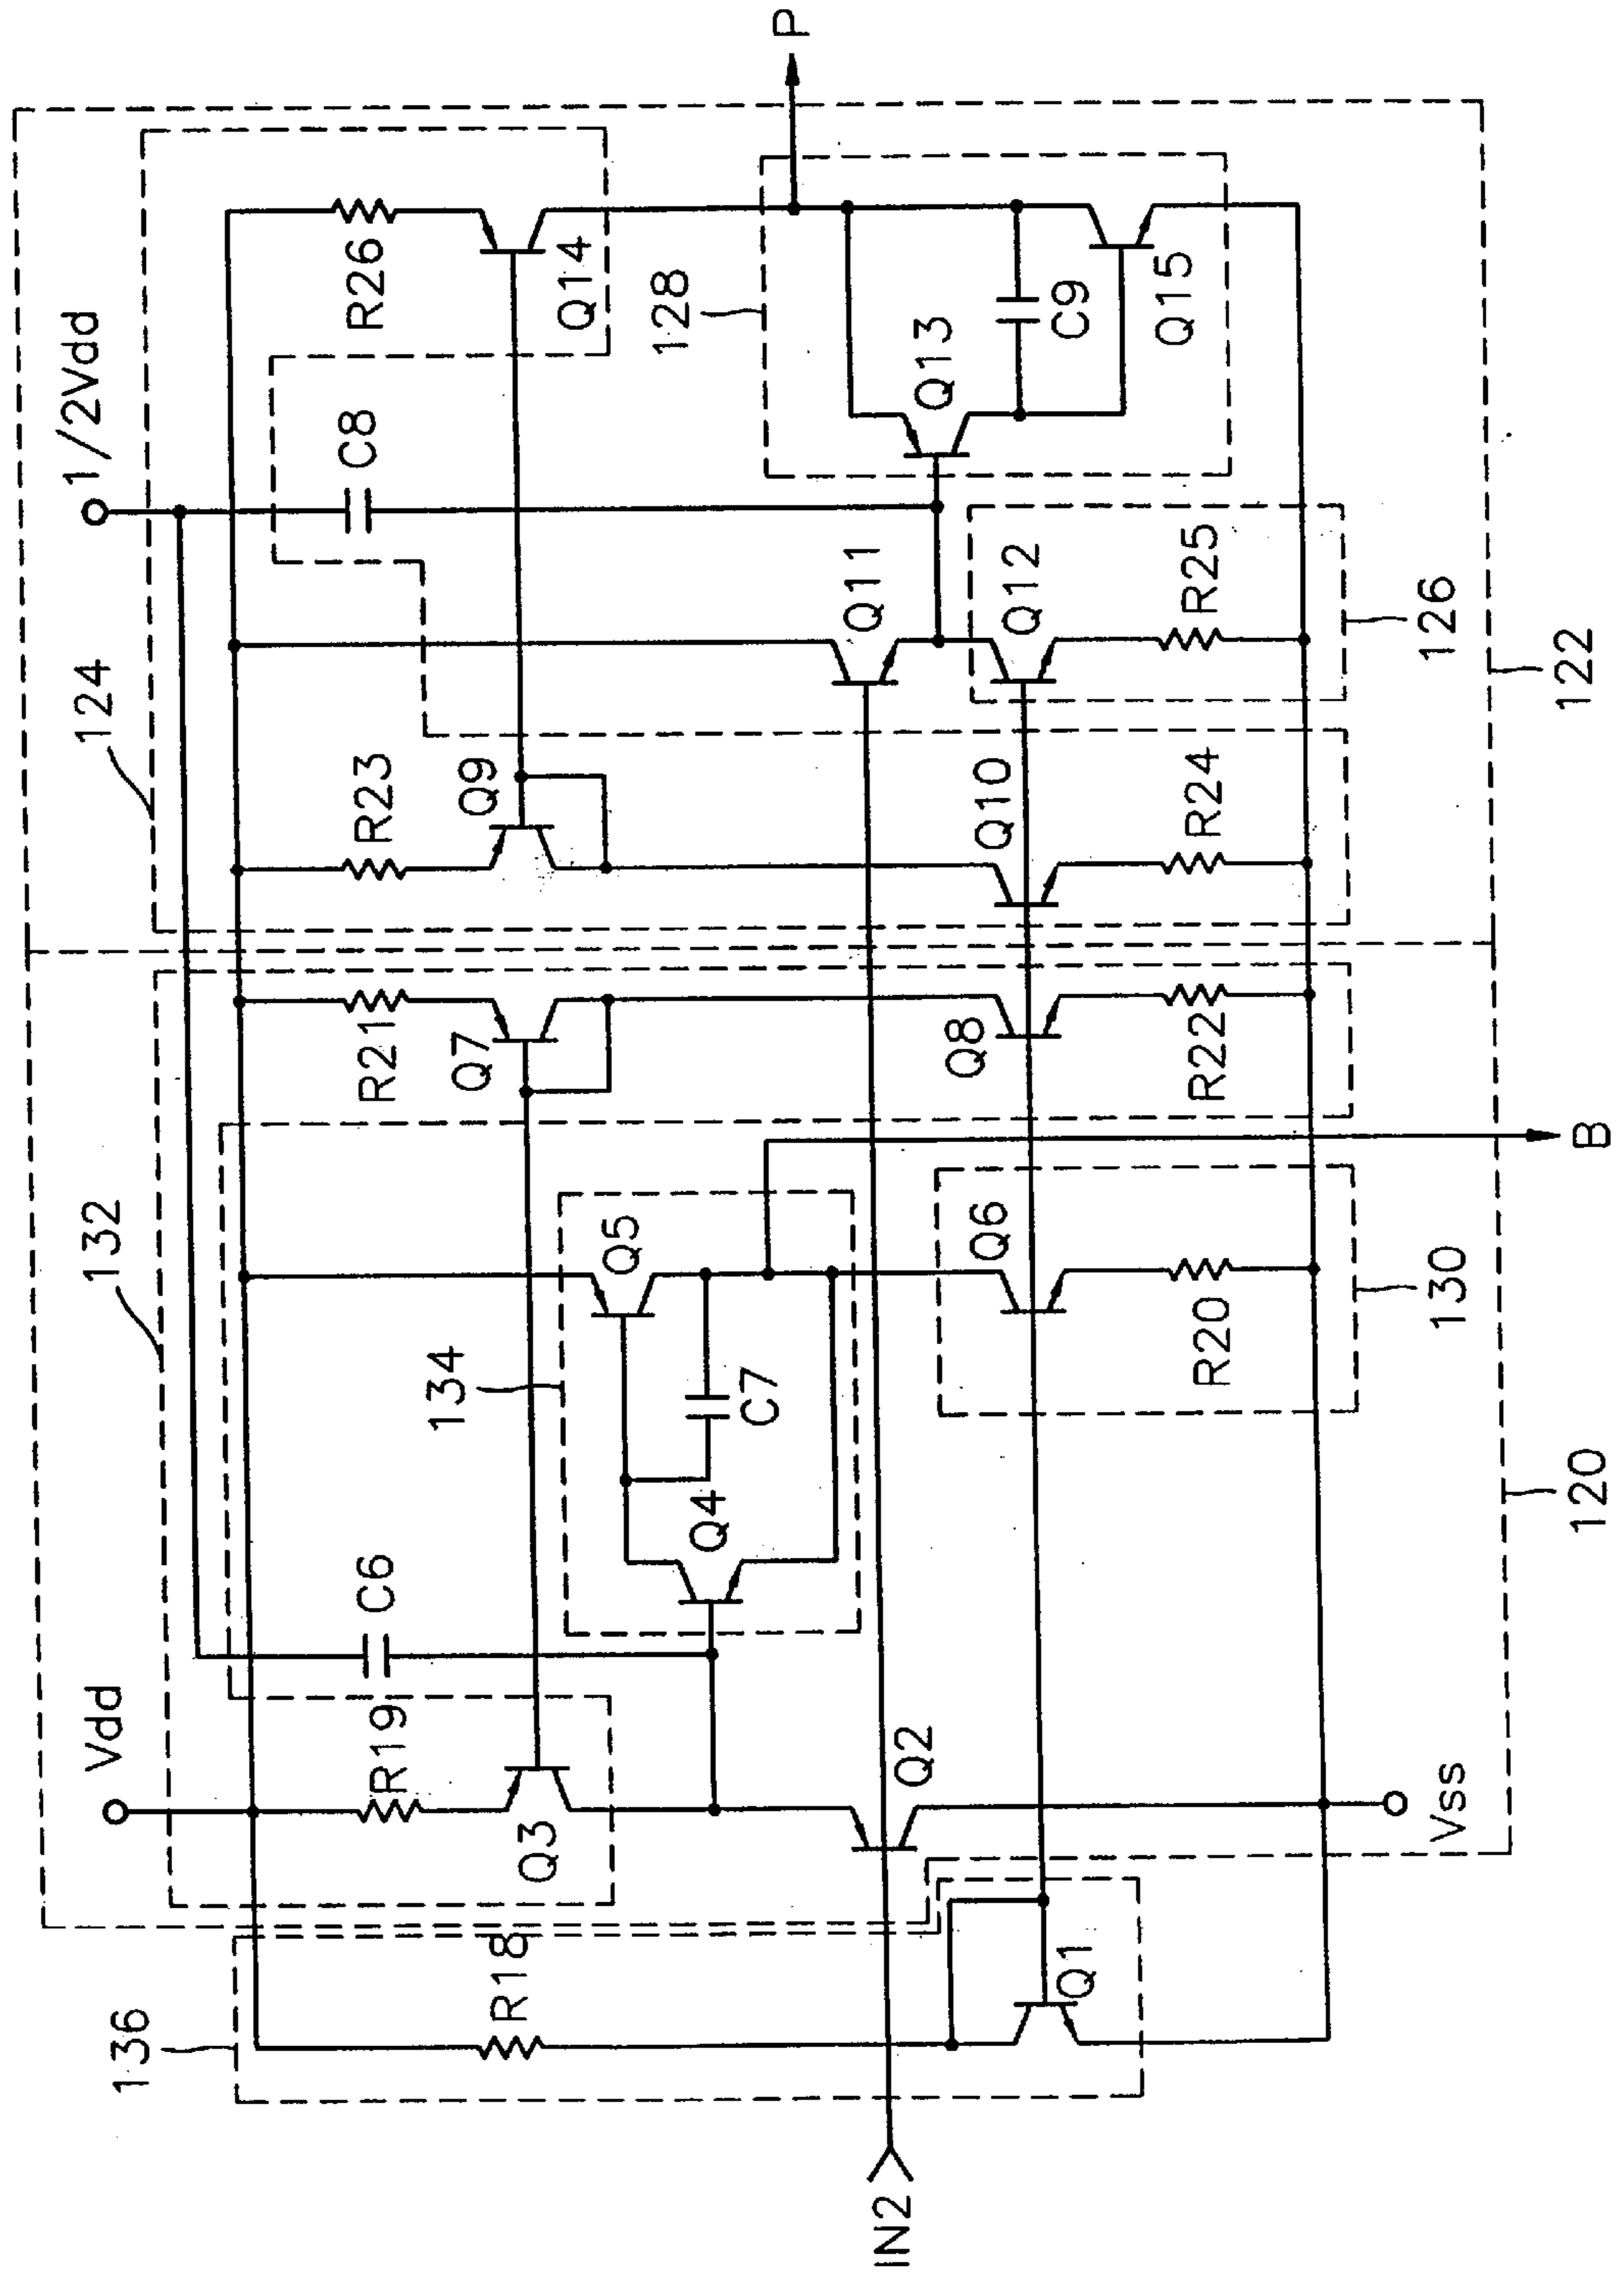 P
1/2Vdd
124
R26
Q14
C8
128
Q13
C9
Q15
R23
Q9
Q11
Q12
R25
126
122
Q10
R24
132
R21
Q7
Q8
R22
B
134
Q5
C7
Q4
Q6
R20
130
120
C6
Vdd
R19
Q3
Q2
Vss
136
R18
Q1
IN2